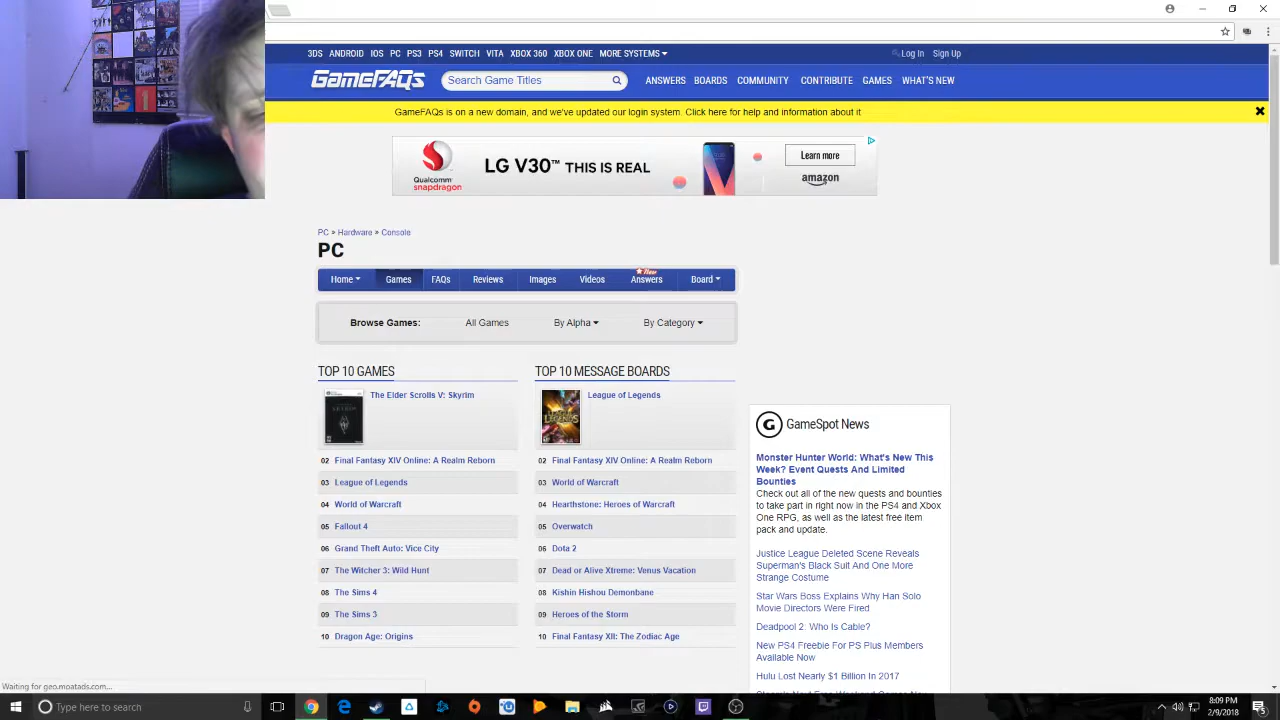 3DS ANDROID IOS PC PS3 PS4 SWITCH VITA XBOX 360 XBOX ONE MORE SYSTEMS
Log In Sign Up
GameFAQs
Search Game Titles
ANSWERS BOARDS COMMUNITY CONTRIBUTE GAMES WHAT'S NEW
GameFAQs is on a new domain, and we've updated our login system. Click here for help and information about it
Qualcomm
snapdragon
LG V30™ THIS IS REAL
Learn more
amazon
PC » Hardware » Console
PC
Home Games FAQs Reviews Images Videos Answers Board
New
Browse Games: All Games By Alpha By Category
TOP 10 GAMES
The Elder Scrolls V: Skyrim
02 Final Fantasy XIV Online: A Realm Reborn
03 League of Legends
04 World of Warcraft
05 Fallout 4
06 Grand Theft Auto: Vice City
07 The Witcher 3: Wild Hunt
08 The Sims 4
09 The Sims 3
10 Dragon Age: Origins
TOP 10 MESSAGE BOARDS
League of Legends
02 Final Fantasy XIV Online: A Realm Reborn
03 World of Warcraft
04 Hearthstone: Heroes of Warcraft
05 Overwatch
06 Dota 2
07 Dead or Alive Xtreme: Venus Vacation
08 Kishin Hishou Demonbane
09 Heroes of the Storm
10 Final Fantasy XII: The Zodiac Age
G GameSpot News
Monster Hunter World: What's New This
Week? Event Quests And Limited
Bounties
Check out all of the new quests and bounties
to take part in right now in the PS4 and Xbox
One RPG, as well as the latest free item
pack and update.
Justice League Deleted Scene Reveals
Superman's Black Suit And One More
Strange Costume
Star Wars Boss Explains Why Han Solo
Movie Directors Were Fired
Deadpool 2: Who Is Cable?
New PS4 Freebie For PS Plus Members
Available Now
Hulu Lost Nearly $1 Billion In 2017
Waiting for geo.moatads.com...
Type here to search
8:09 PM
2/9/2018